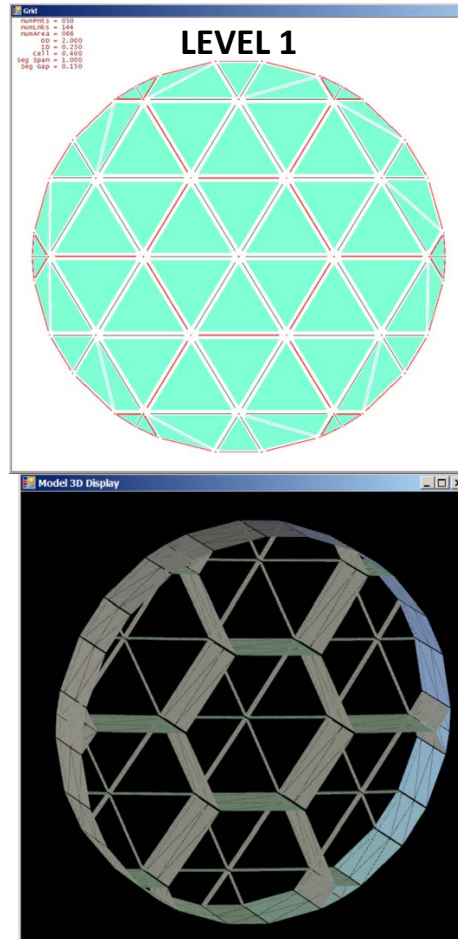 Grid
LEVEL 1
numPnts = 050
numLnks = 144
numArea = 066
OD = 2.000
ID = 0.250
Cell = 0.400
Seg Span = 1.000
Seg Gap = 0.150
Model 3D Display